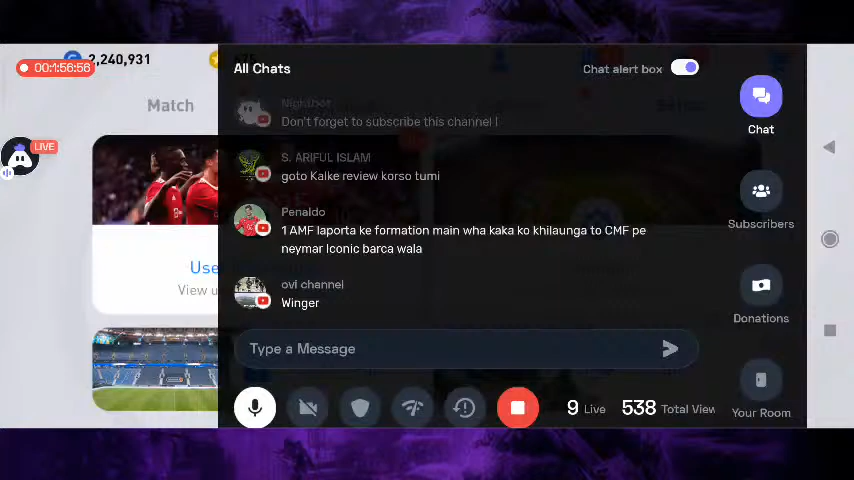 2,240,931
00:1:56:56
All Chats
Chat alert box
Match
Nightbot
Don't forget to subscribe this channel !
Chat
LIVE
S. ARIFUL ISLAM
goto Kalke review korso tumi
Penaldo
1 AMF laporta ke formation main wha kaka ko khilaunga to CMF pe
neymar Iconic barca wala
Subscribers
Use
View u
ovi channel
Winger
Donations
Type a Message
9 Live 538 Total View
Your Room